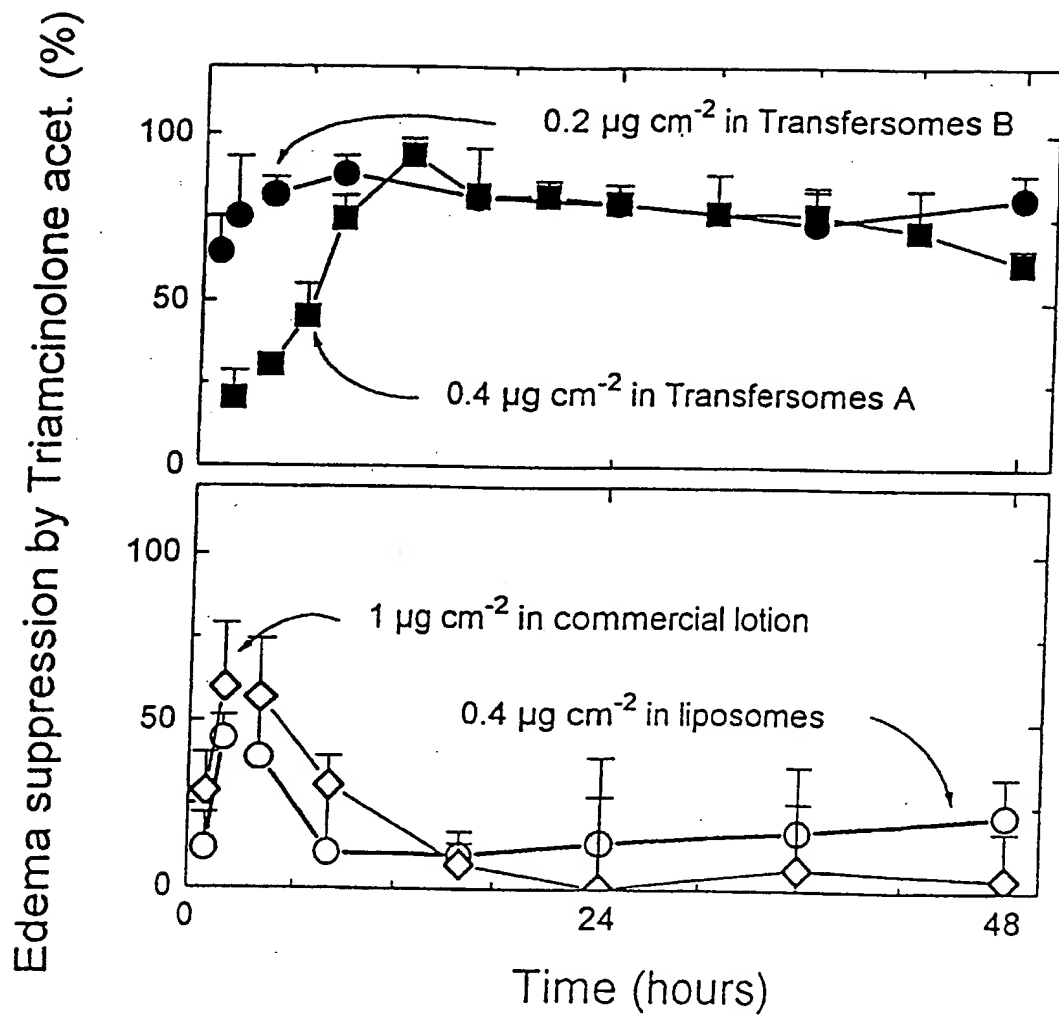 Edema suppression by Triamcinolone acet. (%)
100
50
0
0.2 µg cm-2 in Transfersomes B
0.4 µg cm-2 in Transfersomes A
100
50
0
1 µg cm-2 in commercial lotion
0.4 µg cm-2 in liposomes
0
24
48
Time (hours)